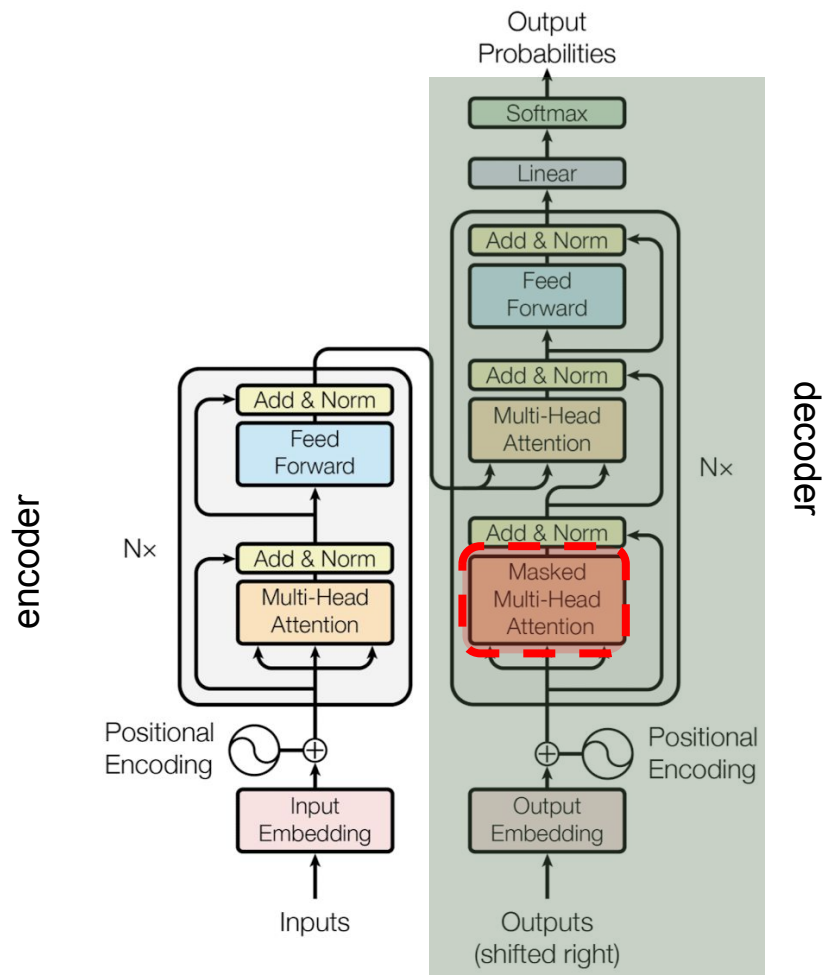 Output
Probabilities
Softmax
Linear
Add & Norm
Feed
Forward
Add & Norm
Multi-Head
Attention
Nx
Add & Norm
Masked
Multi-Head
Attention
Positional
Encoding
Output
Embedding
Outputs
(shifted right)
decoder
Add & Norm
Feed
Forward
Nx
Add & Norm
Multi-Head
Attention
Positional
Encoding
Input
Embedding
Inputs
encoder